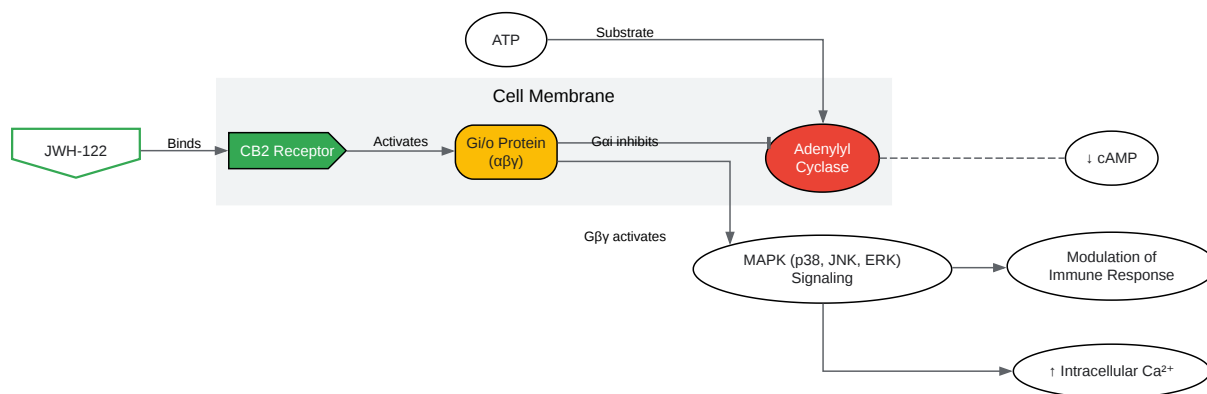 ATP
Substrate
Cell Membrane
JWH-122
Binds
CB2 Receptor
Activates
Gi/o Protein
(αβγ)
Gαi inhibits
Adenylyl
Cyclase
↓ cAMP
Gβγ activates
MAPK (p38, JNK, ERK)
Signaling
Modulation of
Immune Response
↑ Intracellular Ca²⁺